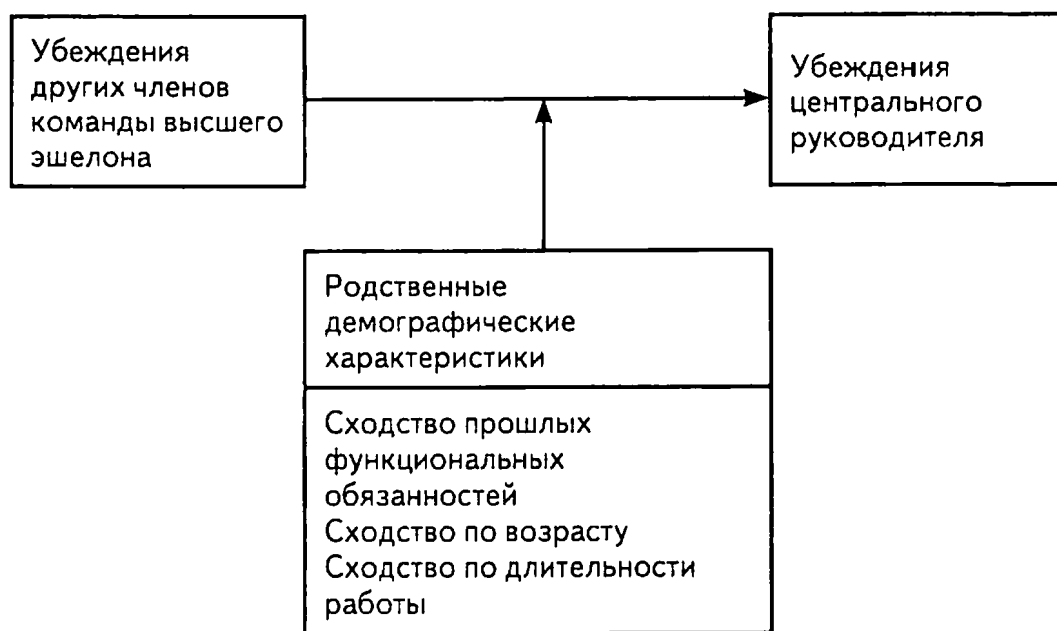 Убеждения
других членов
команды высшего
эшелона
Убеждения
центрального
руководителя
Родственные
демографические
характеристики
Сходство прошлых
функциональных
обязанностей
Сходство по возрасту
Сходство по длительности
работы